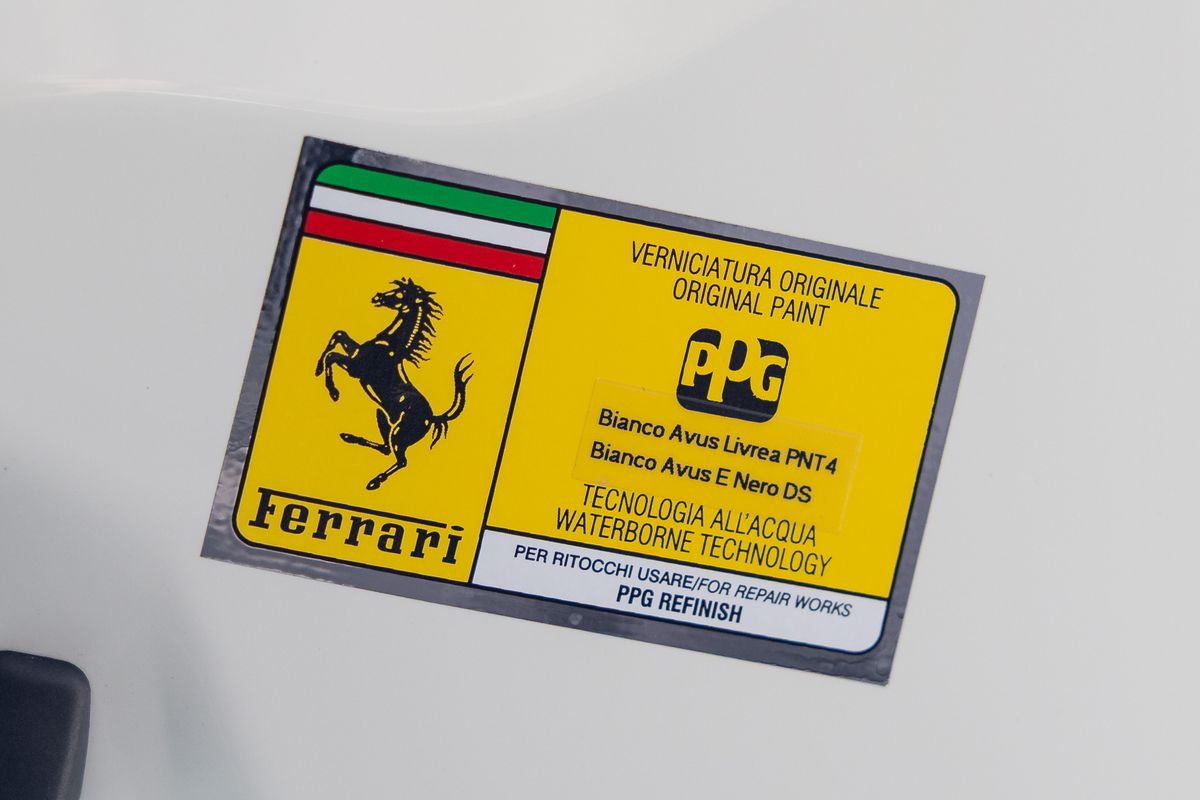 Ferrari
VERNICIATURA ORIGINALE
ORIGINAL PAINT
PPG
Bianco Avus Livrea PNT4
Bianco Avus E Nero DS
TECNOLOGIA ALL'ACQUA
WATERBORNE TECHNOLOGY
PER RITOCCHI USARE/FOR REPAIR WORKS
PPG REFINISH